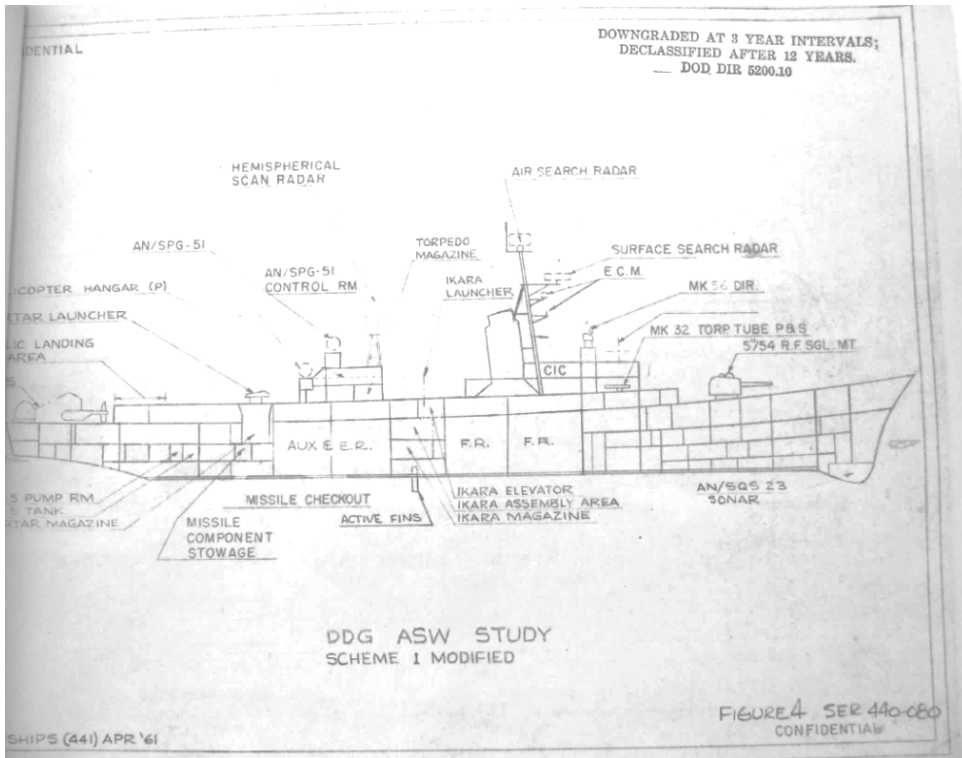 IDENTIAL
DOWNGRADED AT 3 YEAR INTERVALS;
DECLASSIFIED AFTER 12 YEARS.
DOD DIR 5200.10
HEMISPHERICAL
SCAN RADAR
AIR SEARCH RADAR
AN/SPG-51
AN/SPG-51
CONTROL RM
TORPEDO
MAGAZINE
SURFACE SEARCH RADAR
E.C.M.
IKARA
LAUNCHER
ICOPTER HANGAR (P)
MK 56 DIR.
RTAR LAUNCHER
MK 32 TORP TUBE P&S
LIC LANDING
AREA
5"/54 R.F. SGL. MT.
S
CIC
AUX & E.R.
F.R.
F.R.
S PUMP RM
S TANK
RTAR MAGAZINE
MISSILE CHECKOUT
MISSILE
COMPONENT
STOWAGE
ACTIVE FINS
IKARA ELEVATOR
IKARA ASSEMBLY AREA
IKARA MAGAZINE
AN/SQS 23
SONAR
DDG ASW STUDY
SCHEME 1 MODIFIED
FIGURE 4 SER 440-080
CONFIDENTIAL
SHIPS (441) APR '61